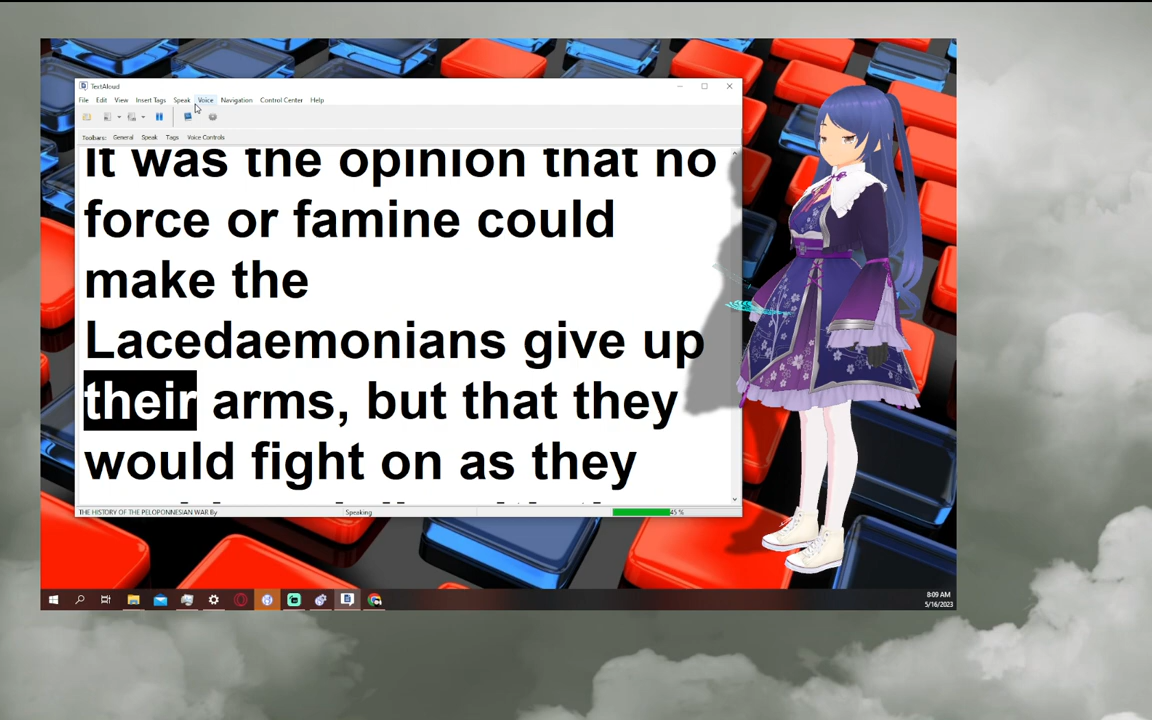 TextAloud
File Edit View Insert Tags Speak Voice Navigation Control Center Help
Toolbars: General Speak Tags Voice Controls
It was the opinion that no
force or famine could
make the
Lacedaemonians give up
their arms, but that they
would fight on as they
THE HISTORY OF THE PELOPONNESIAN WAR By Speaking 45 %
8:09 AM
5/16/2023